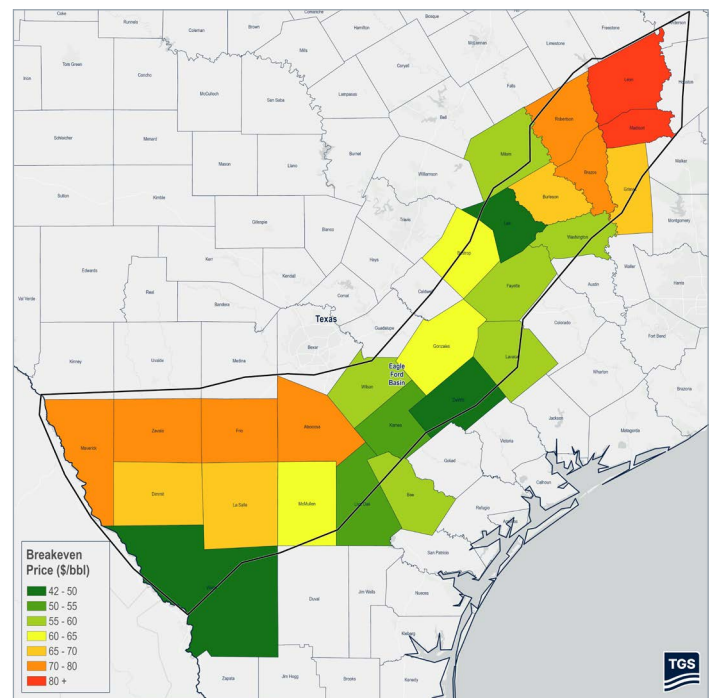 Coke
Runnels
Coleman
Brown
Comanche
Hamilton
Bosque
McLennan
Limestone
Freestone
Anderson
Mills
Coryell
Falls
Leon
Houston
Irion
Tom Green
Concho
McCulloch
San Saba
Lampasas
Bell
Robertson
Madison
Schleicher
Menard
Mason
Llano
Burnet
Williamson
Milam
Brazos
Walker
Grimes
Burleson
Sutton
Kimble
Gillespie
Blanco
Travis
Lee
Washington
Montgomery
Edwards
Kerr
Hays
Bastrop
Waller
Harris
Val Verde
Real
Kendall
Comal
Caldwell
Fayette
Austin
Bandera
Texas
Guadalupe
Colorado
Fort Bend
Kinney
Uvalde
Medina
Bexar
Gonzales
Lavaca
Wharton
Eagle
Ford
Basin
Wilson
Brazoria
Maverick
Zavala
Frio
Atascosa
Karnes
DeWitt
Jackson
Matagorda
Victoria
Goliad
Calhoun
Dimmit
La Salle
McMullen
Live Oak
Bee
Refugio
San Patricio
Webb
Duval
Jim Wells
Nueces
Kleberg
Zapata
Jim Hogg
Brooks
Kenedy
Breakeven
Price ($/bbl)
42 - 50
50 - 55
55 - 60
60 - 65
65 - 70
70 - 80
80 +
TGS